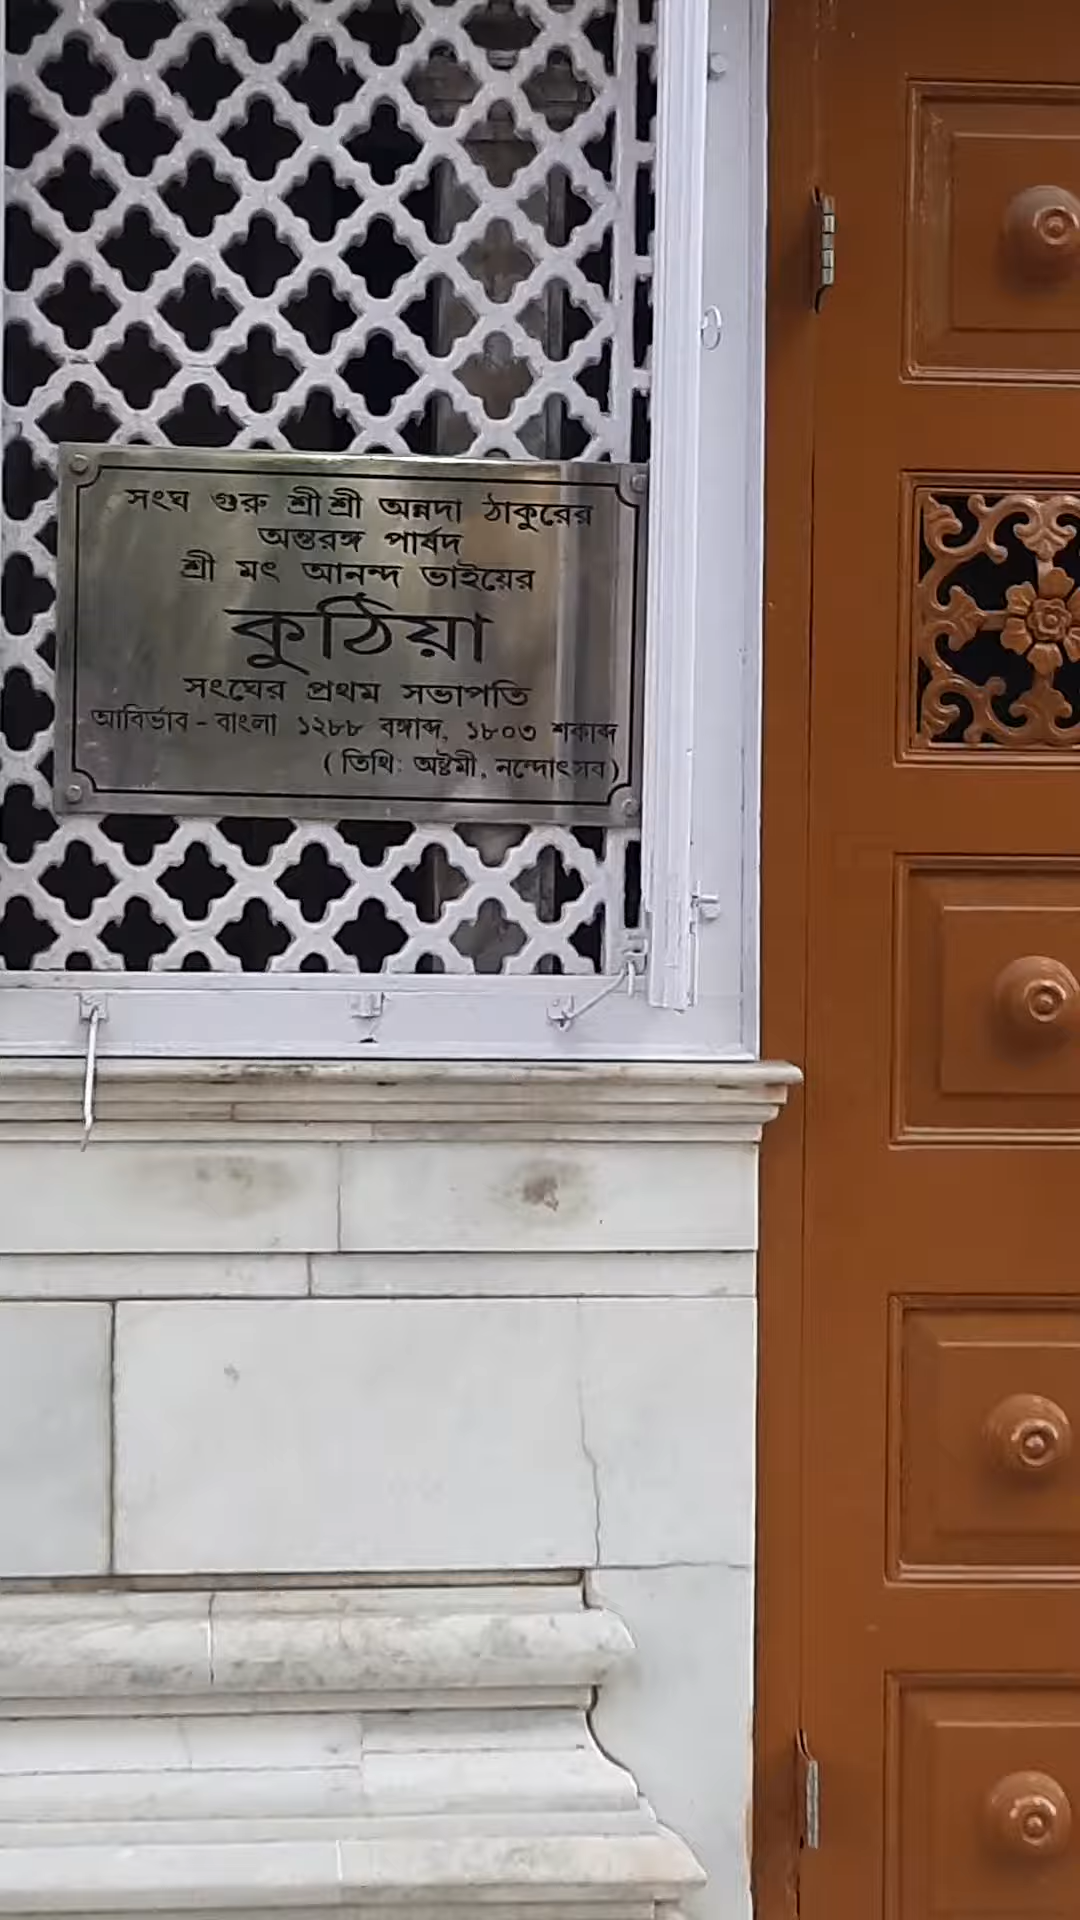 সংঘ গুরু শ্রীশ্রী অন্নদা ঠাকুরের
অন্তরঙ্গ পার্ষদ
শ্রী মৎ আনন্দ ভাইয়ের
কুঠিয়া
সংঘের প্রথম সভাপতি
আবির্ভাব - বাংলা ১২৮৮ বঙ্গাব্দ, ১৮০৩ শকাব্দ
( তিথি: অষ্টমী, নন্দোৎসব)